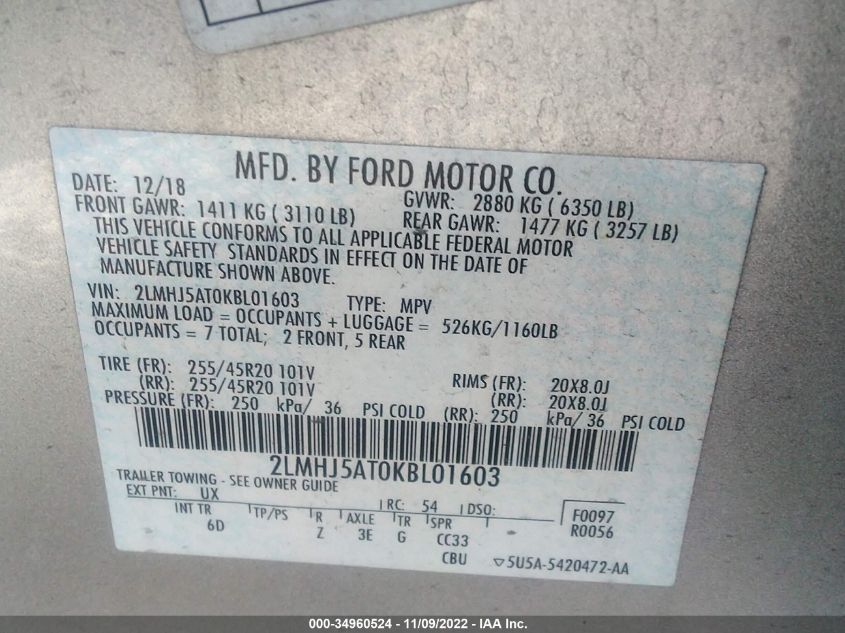 MFD. BY FORD MOTOR CO.
DATE: 12/18 GVWR: 2880 KG ( 6350 LB)
FRONT GAWR: 1411 KG ( 3110 LB) REAR GAWR: 1477 KG ( 3257 LB)
THIS VEHICLE CONFORMS TO ALL APPLICABLE FEDERAL MOTOR
VEHICLE SAFETY STANDARDS IN EFFECT ON THE DATE OF
MANUFACTURE SHOWN ABOVE.
VIN: 2LMHJ5AT0KBL01603 TYPE: MPV
MAXIMUM LOAD = OCCUPANTS + LUGGAGE = 526KG/1160LB
OCCUPANTS = 7 TOTAL; 2 FRONT, 5 REAR
TIRE (FR): 255/45R20 101V RIMS (FR): 20X8.0J
(RR): 255/45R20 101V (RR): 20X8.0J
PRESSURE (FR): 250 kPa/ 36 PSI COLD (RR): 250 kPa/ 36 PSI COLD
2LMHJ5AT0KBL01603
TRAILER TOWING - SEE OWNER GUIDE
EXT PNT: UX RC: 54 DSO: F0097
INT TR TP/PS R AXLE TR SPR R0056
6D Z 3E G CC33
CBU ▽5U5A-5420472-AA
000-34960524 - 11/09/2022 - IAA Inc.